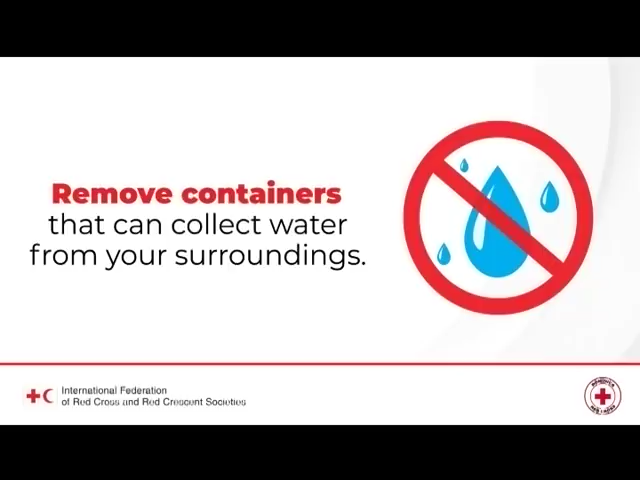 Remove containers
that can collect water
from your surroundings.
International Federation
of Red Cross and Red Crescent Societies